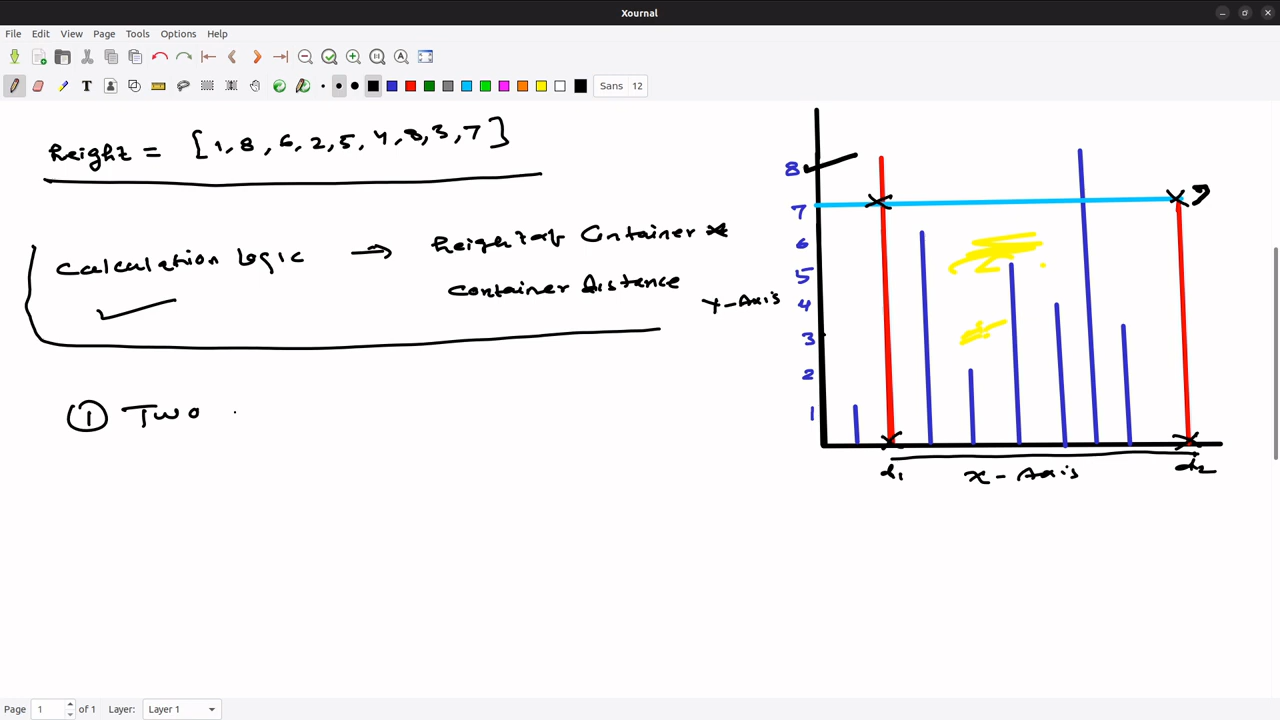 Xournal
File Edit View Page Tools Options Help
Sans 12
height = [1, 8, 6, 2, 5, 4, 8, 3, 7]
Calculation Logic → Height of Container *
Container distance
① Two
8
7
6
5
4
3
2
1
Y-Axis
7
d1 X-Axis d2
Page 1 of 1 Layer: Layer 1